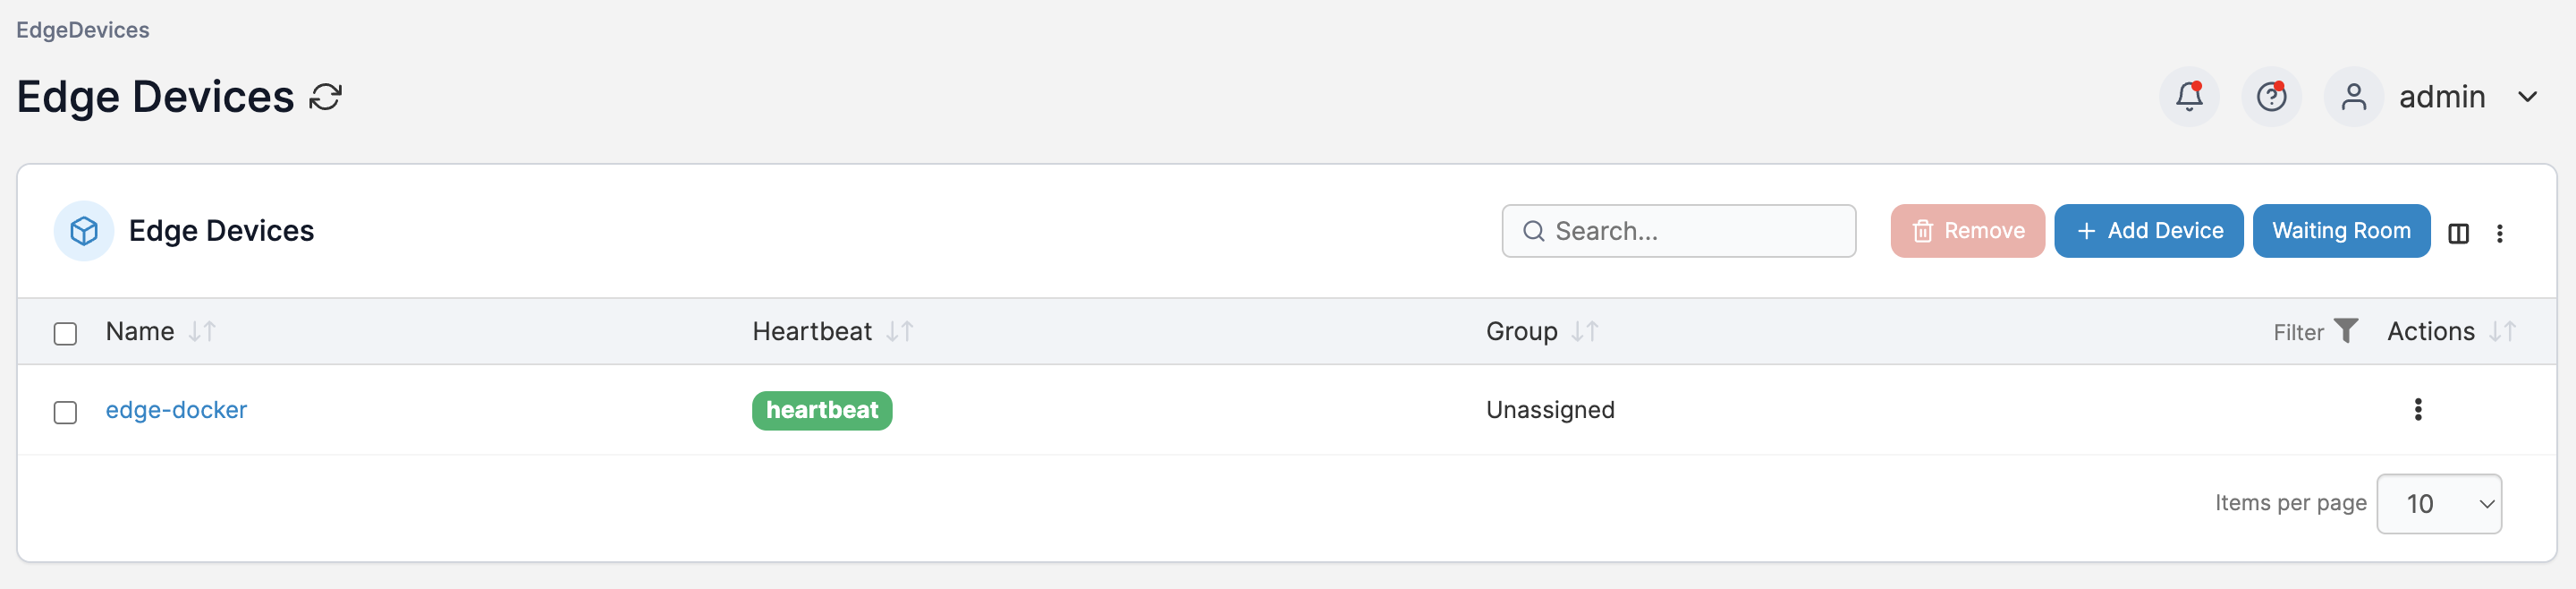 EdgeDevices
Edge Devices
admin
Edge Devices
Search...
Remove
Add Device
Waiting Room
Name Heartbeat Group Filter Actions
edge-docker heartbeat Unassigned
Items per page 10